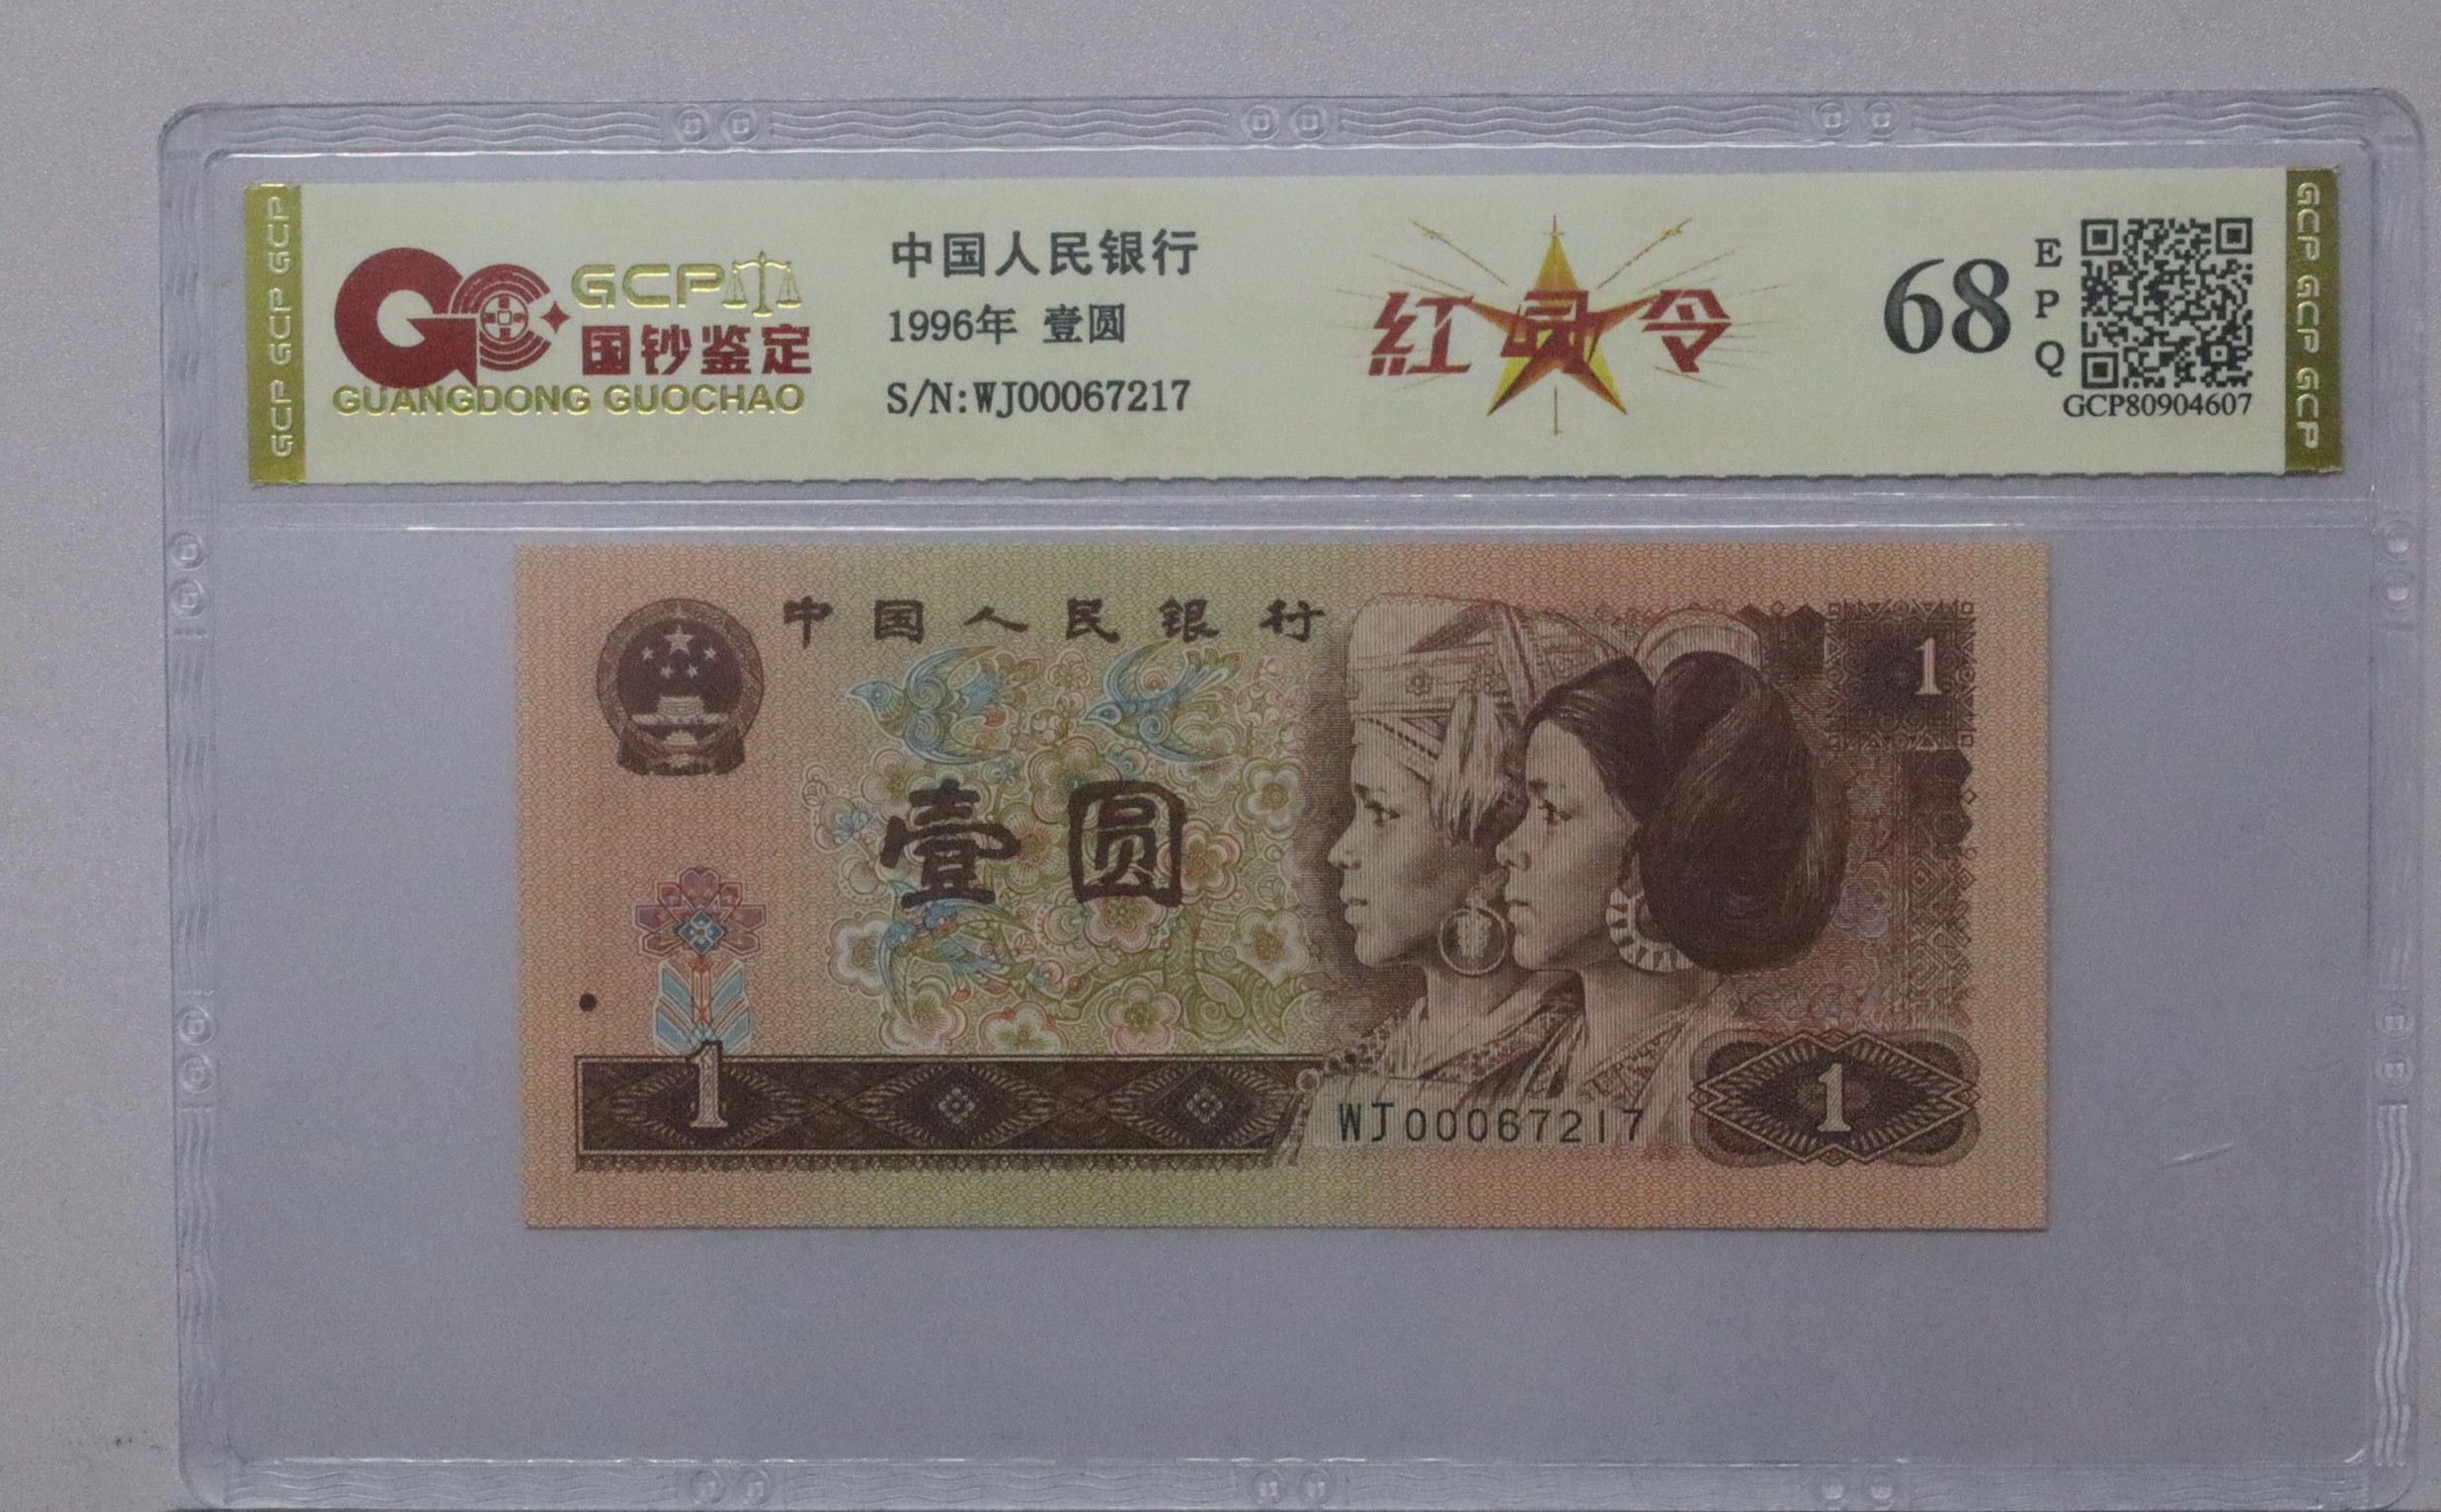 GCP GCP GCP
GCP
国钞鉴定
GUANGDONG GUOCHAO
中国人民银行
1996年 壹圆
S/N:WJ00067217
紅 令
68
E
P
Q
GCP80904607
GCP GCP GCP
中国人民银行
1
壹圆
1
WJ00067217
1